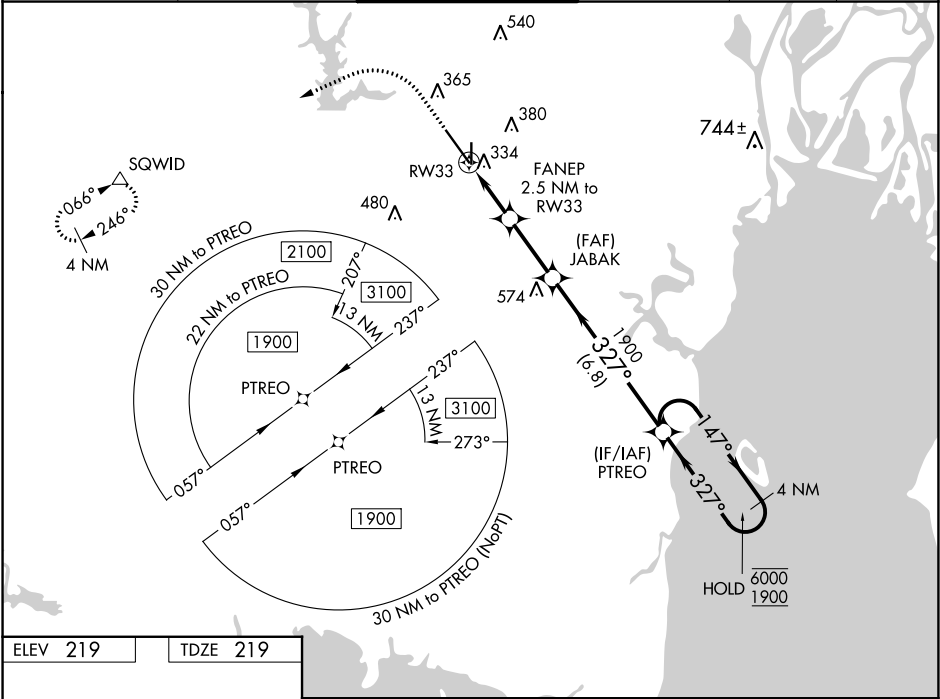 540
365
380
744±
RW33
334
FANEP
2.5 NM to
RW33
SQWID
066°
246°
4 NM
480
(FAF)
JABAK
574
30 NM to PTREO
2100
207°
3100
22 NM to PTREO
13 NM
237°
1900
PTREO
057°
1900
327°
(6.8)
237°
13 NM
3100
273°
PTREO
057°
1900
30 NM to PTREO (NoPT)
(IF/IAF)
PTREO
147°
327°
4 NM
HOLD 6000
1900
ELEV 219
TDZE 219